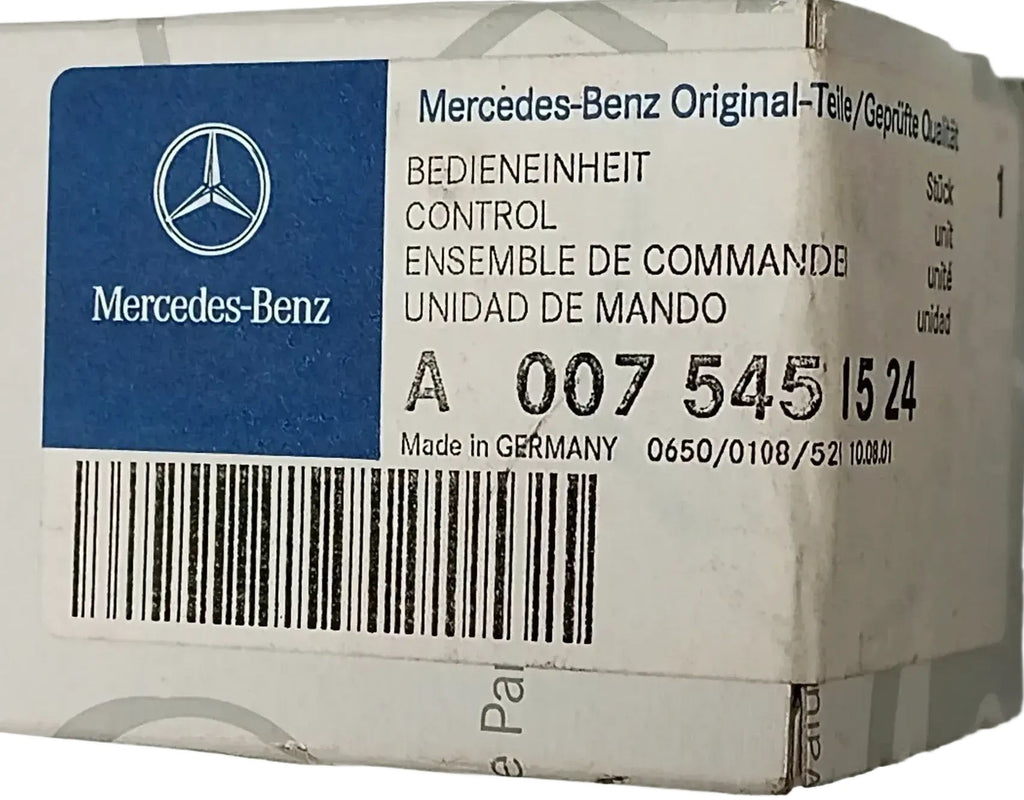 Mercedes-Benz
Mercedes-Benz Original-Teile/Geprüfte Qualität
BEDIENEINHEIT
CONTROL
ENSEMBLE DE COMMANDE
UNIDAD DE MANDO
Stück 1
unit
unité
unidad
A 007 545 15 24
Made in GERMANY 0650/0108/52 10.08.01
e Pa